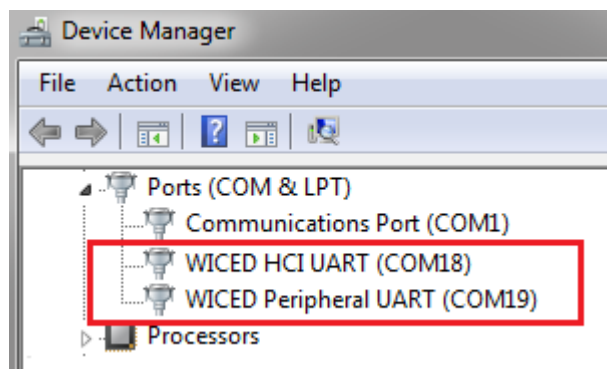 Device Manager
File Action View Help
Ports (COM & LPT)
Communications Port (COM1)
WICED HCI UART (COM18)
WICED Peripheral UART (COM19)
Processors